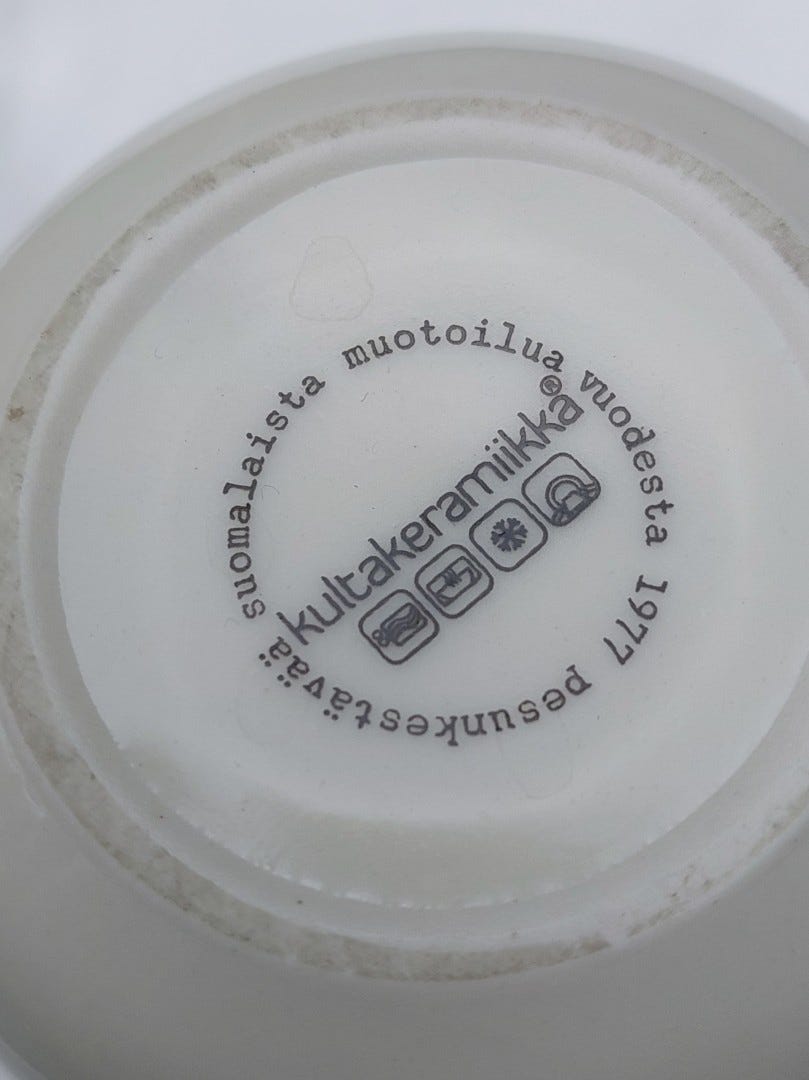 suomalaista muotoilua vuodesta 1977 pesunkestävää
kultakeramiikka®